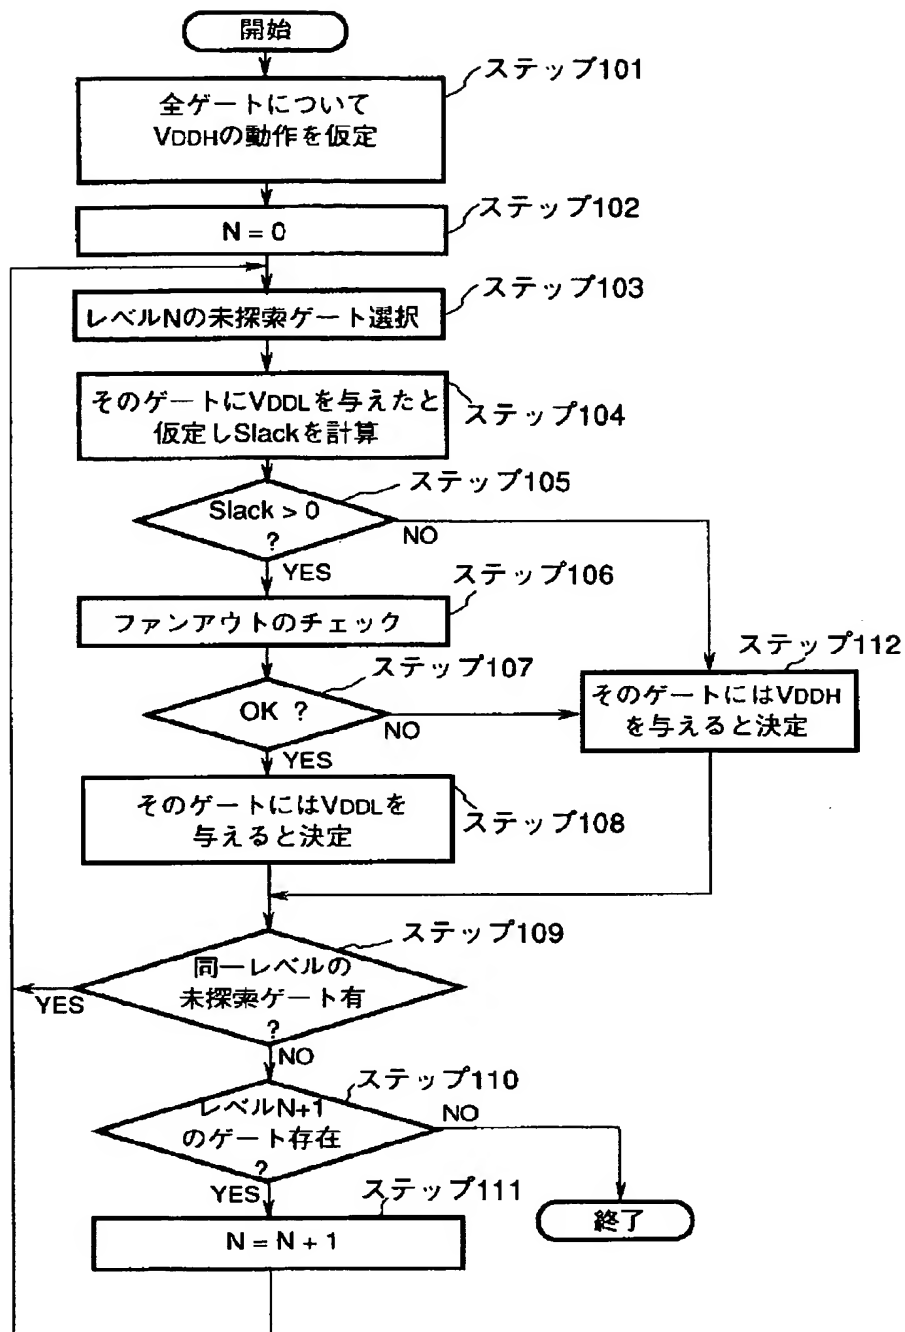 開始
ステップ101
全ゲートについて
VDDHの動作を仮定
ステップ102
N = 0
ステップ103
レベルNの未探索ゲート選択
そのゲートにVDDLを与えたと
仮定しSlackを計算
ステップ104
ステップ105
Slack > 0
?
NO
YES
ステップ106
ファンアウトのチェック
ステップ107
OK ?
NO
YES
ステップ112
そのゲートにはVDDH
を与えると決定
そのゲートにはVDDLを
与えると決定
ステップ108
ステップ109
同一レベルの
未探索ゲート有
?
YES
NO
ステップ110
レベルN+1
のゲート存在
?
NO
YES
ステップ111
N = N + 1
終了